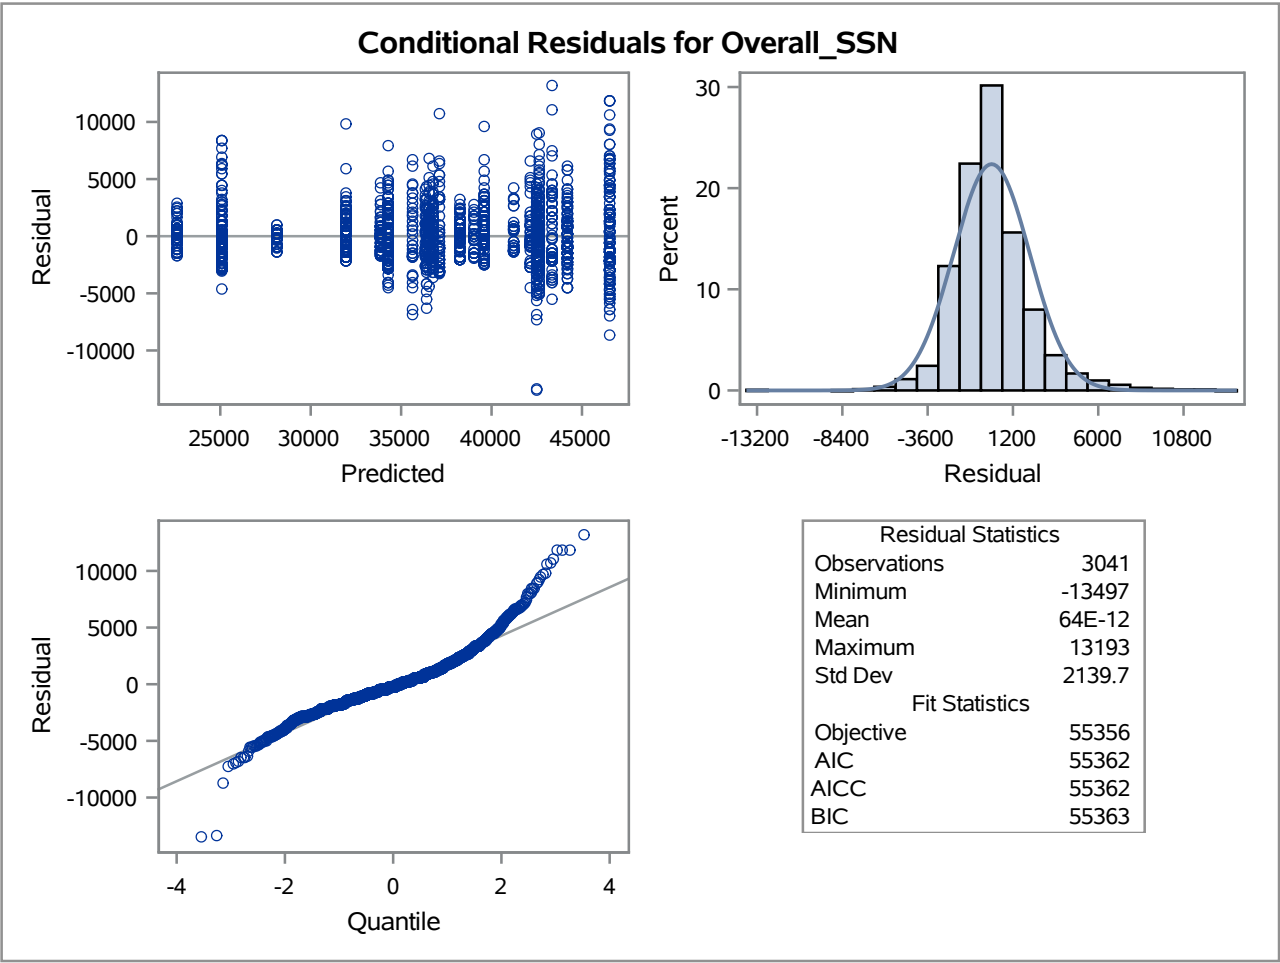 Conditional Residuals for Overall_SSN
Residual
10000
5000
0
-5000
-10000
25000 30000 35000 40000 45000
Predicted
Percent
30
20
10
0
-13200 -8400 -3600 1200 6000 10800
Residual
Residual
10000
5000
0
-5000
-10000
-4 -2 0 2 4
Quantile
Residual Statistics
Observations 3041
Minimum -13497
Mean 64E-12
Maximum 13193
Std Dev 2139.7
Fit Statistics
Objective 55356
AIC 55362
AICC 55362
BIC 55363